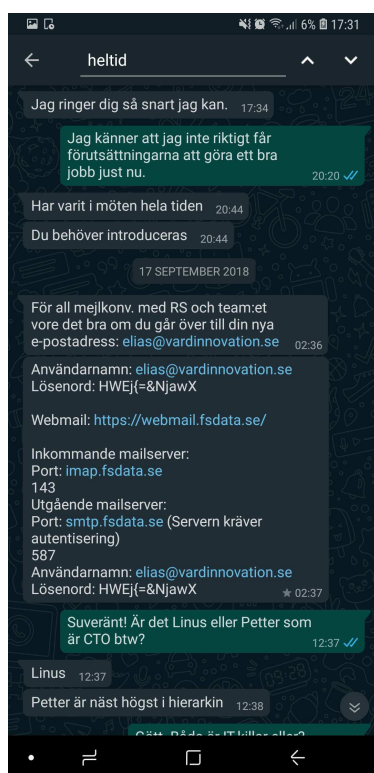 6% 17:31
heltid
Jag ringer dig så snart jag kan. 17:34
Jag känner att jag inte riktigt får
förutsättningarna att göra ett bra
jobb just nu. 20:20
Har varit i möten hela tiden 20:44
Du behöver introduceras 20:44
17 SEPTEMBER 2018
För all mejlkonv. med RS och team:et
vore det bra om du går över till din nya
e-postadress: elias@vardinnovation.se 02:36
Användarnamn: elias@vardinnovation.se
Lösenord: HWEj{=&NjawX
Webmail: https://webmail.fsdata.se/
Inkommande mailserver:
Port: imap.fsdata.se
143
Utgående mailserver:
Port: smtp.fsdata.se (Servern kräver
autentisering)
587
Användarnamn: elias@vardinnovation.se
Lösenord: HWEj{=&NjawX ★ 02:37
Suveränt! Är det Linus eller Petter som
är CTO btw? 12:37
Linus 12:37
Petter är näst högst i hierarkin 12:38